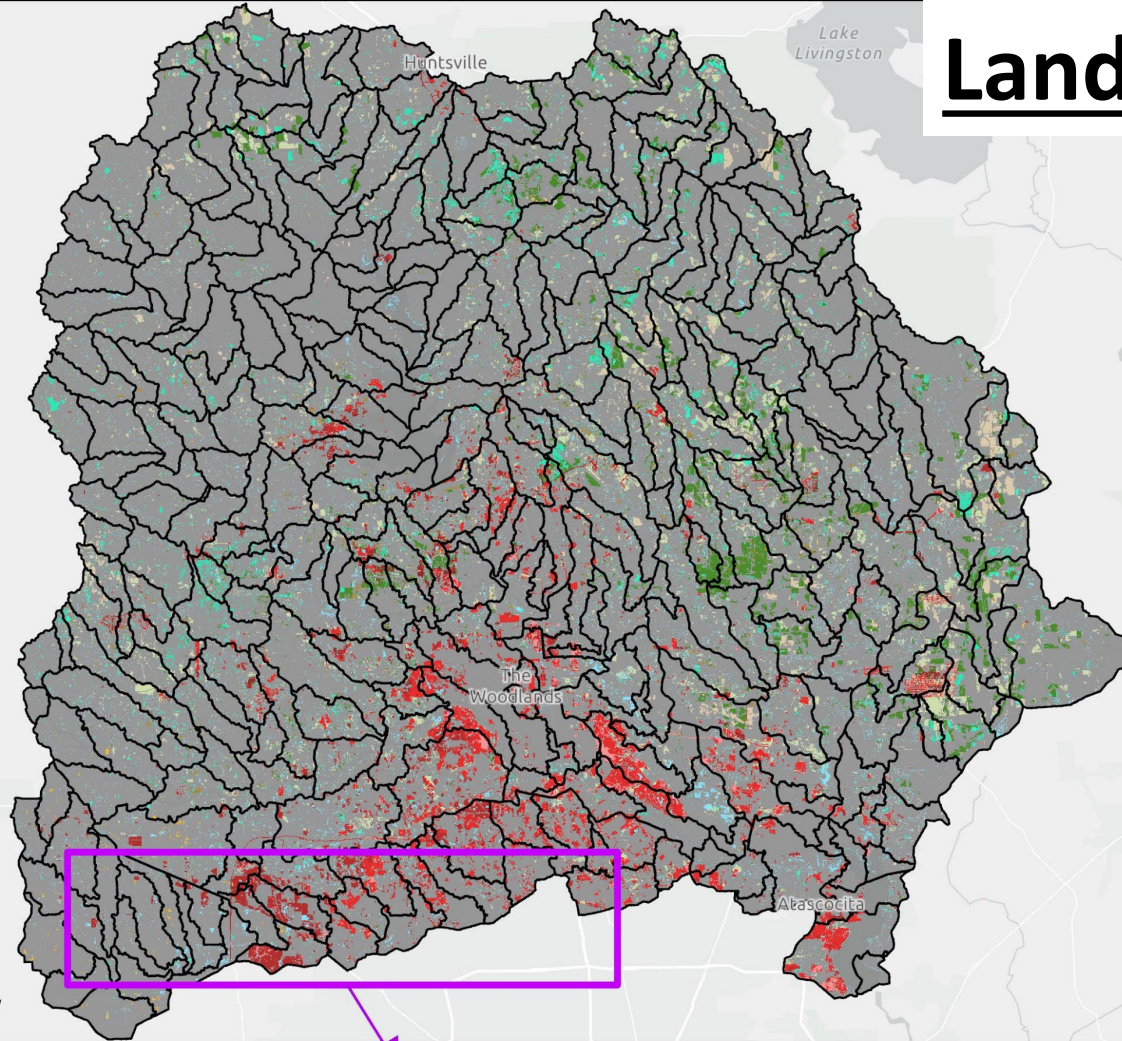 Lake
Livingston
Land
Huntsville
The
Woodlands
Atascocita